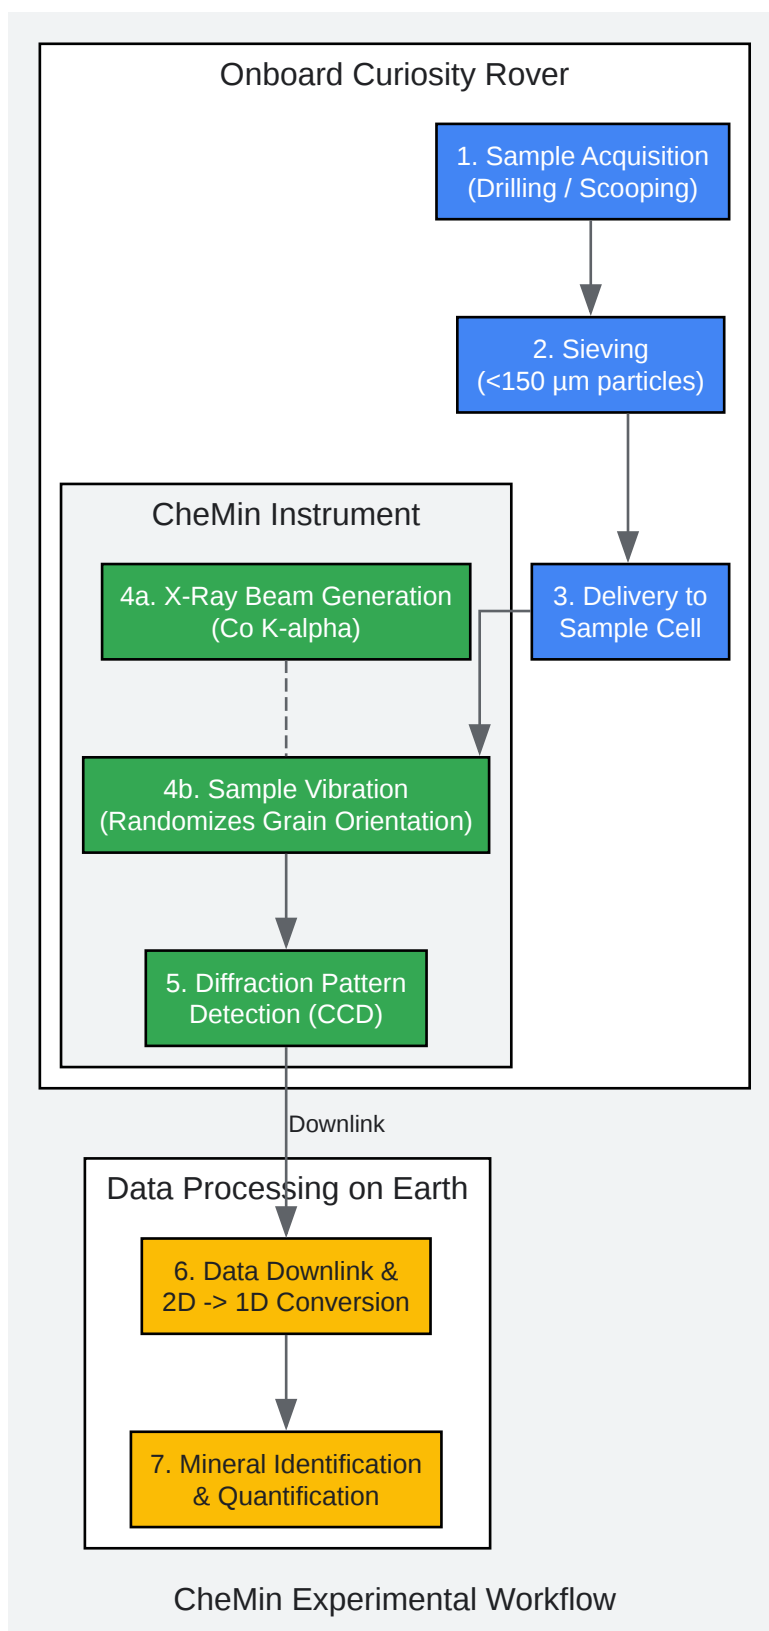 Onboard Curiosity Rover
1. Sample Acquisition
(Drilling / Scooping)
2. Sieving
(<150 µm particles)
CheMin Instrument
4a. X-Ray Beam Generation
(Co K-alpha)
3. Delivery to
Sample Cell
4b. Sample Vibration
(Randomizes Grain Orientation)
5. Diffraction Pattern
Detection (CCD)
Downlink
Data Processing on Earth
6. Data Downlink &
2D -> 1D Conversion
7. Mineral Identification
& Quantification
CheMin Experimental Workflow